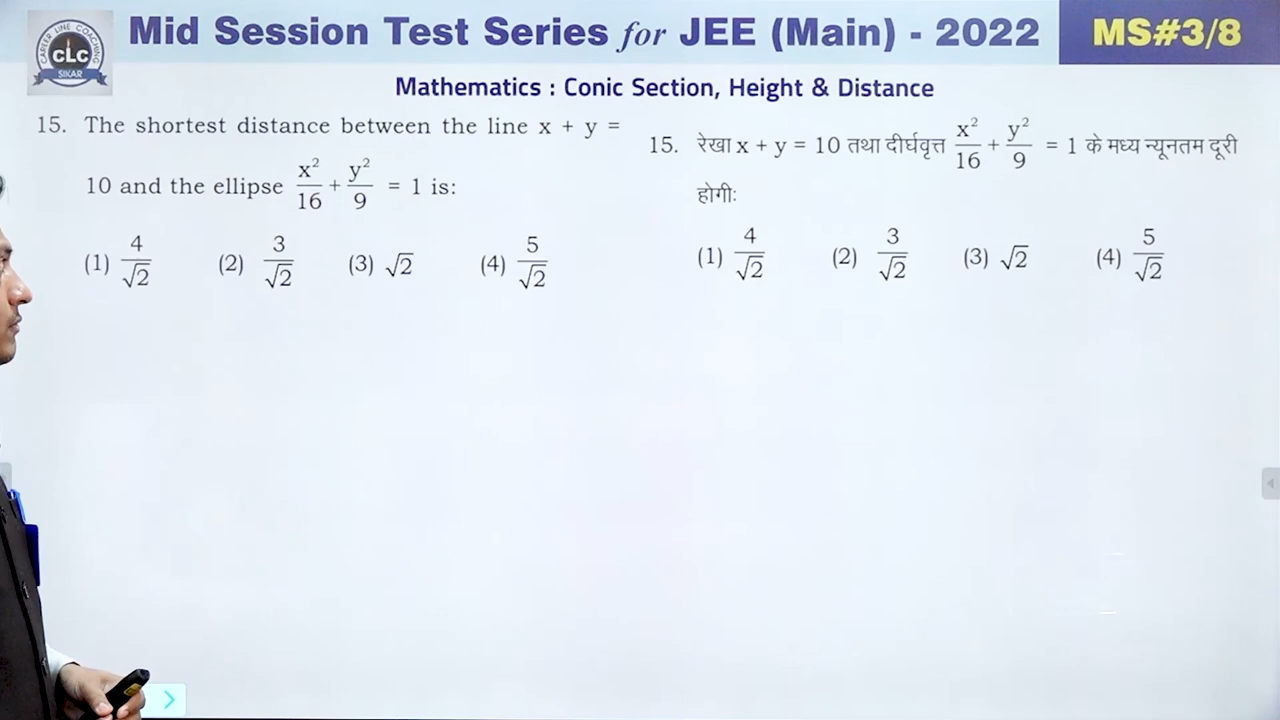 CAREER LINE COACHING
CLC
SIKAR
Mid Session Test Series for JEE (Main) - 2022
MS#3/8
Mathematics : Conic Section, Height & Distance
15. The shortest distance between the line x + y =
10 and the ellipse x²/16 + y²/9 = 1 is:
(1) 4/√2 (2) 3/√2 (3) √2 (4) 5/√2
15. रेखा x + y = 10 तथा दीर्घवृत्त x²/16 + y²/9 = 1 के मध्य न्यूनतम दूरी
होगीः
(1) 4/√2 (2) 3/√2 (3) √2 (4) 5/√2